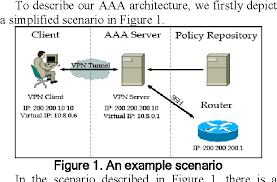 To describe our AAA architecture, we firstly depict
a simplified scenario in Figure 1.
Client
AAA Server
Policy Repository
VPN Tunnel
VPN Client
IP: 200.200.10.10
Virtual IP: 10.8.0.6
VPN Server
IP: 200.200.10.10
Virtual IP: 10.8.0.1
Router
IP: 200.200.200.1
Figure 1. An example scenario
In the scenario described in Figure 1, there is a